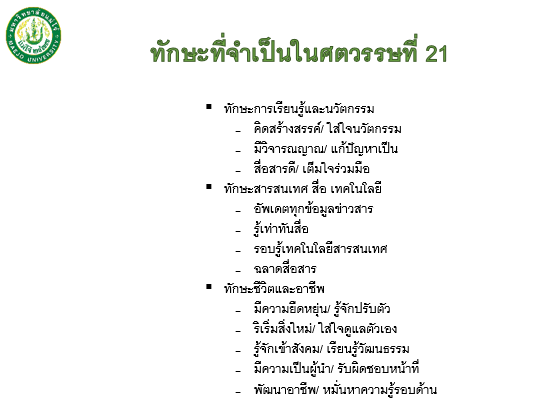 มหาวิทยาลัยแม่โจ้
MAEJO UNIVERSITY
ทักษะที่จำเป็นในศตวรรษที่ 21
▪ ทักษะการเรียนรู้และนวัตกรรม
– คิดสร้างสรรค์/ ใส่ใจนวัตกรรม
– มีวิจารณญาณ/ แก้ปัญหาเป็น
– สื่อสารดี/ เต็มใจร่วมมือ
▪ ทักษะสารสนเทศ สื่อ เทคโนโลยี
– อัพเดตทุกข้อมูลข่าวสาร
– รู้เท่าทันสื่อ
– รอบรู้เทคโนโลยีสารสนเทศ
– ฉลาดสื่อสาร
▪ ทักษะชีวิตและอาชีพ
– มีความยืดหยุ่น/ รู้จักปรับตัว
– ริเริ่มสิ่งใหม่/ ใส่ใจดูแลตัวเอง
– รู้จักเข้าสังคม/ เรียนรู้วัฒนธรรม
– มีความเป็นผู้นำ/ รับผิดชอบหน้าที่
– พัฒนาอาชีพ/ หมั่นหาความรู้รอบด้าน